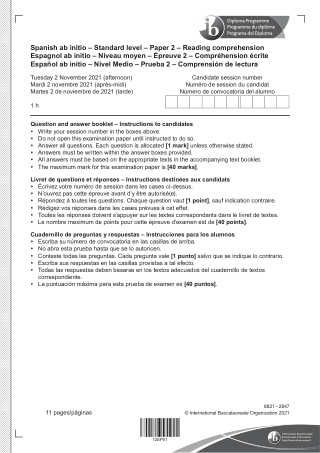 Diploma Programme
Programme du diplôme
Programa del Diploma
Spanish ab initio – Standard level – Paper 2 – Reading comprehension
Espagnol ab initio – Niveau moyen – Épreuve 2 – Compréhension écrite
Español ab initio – Nivel Medio – Prueba 2 – Comprensión de lectura
Tuesday 2 November 2021 (afternoon)
Mardi 2 novembre 2021 (après-midi)
Martes 2 de noviembre de 2021 (tarde)
Candidate session number
Numéro de session du candidat
Número de convocatoria del alumno
1 h
Question and answer booklet – Instructions to candidates
• Write your session number in the boxes above.
• Do not open this examination paper until instructed to do so.
• Answer all questions. Each question is allocated [1 mark] unless otherwise stated.
• Answers must be written within the answer boxes provided.
• All answers must be based on the appropriate texts in the accompanying text booklet.
• The maximum mark for this examination paper is [40 marks].
Livret de questions et réponses – Instructions destinées aux candidats
• Écrivez votre numéro de session dans les cases ci-dessus.
• N'ouvrez pas cette épreuve avant d'y être autorisé(e).
• Répondez à toutes les questions. Chaque question vaut [1 point], sauf indication contraire.
• Rédigez vos réponses dans les cases prévues à cet effet.
• Toutes les réponses doivent s'appuyer sur les textes correspondants dans le livret de textes.
• Le nombre maximum de points pour cette épreuve d'examen est de [40 points].
Cuadernillo de preguntas y respuestas – Instrucciones para los alumnos
• Escriba su número de convocatoria en las casillas de arriba.
• No abra esta prueba hasta que se lo autoricen.
• Conteste todas las preguntas. Cada pregunta vale [1 punto] salvo que se indique lo contrario.
• Escriba sus respuestas en las casillas provistas a tal efecto.
• Todas las respuestas deben basarse en los textos adecuados del cuadernillo de textos
correspondiente.
• La puntuación máxima para esta prueba de examen es [40 puntos].
11 pages/páginas
8821 – 2847
© International Baccalaureate Organization 2021
12EP01